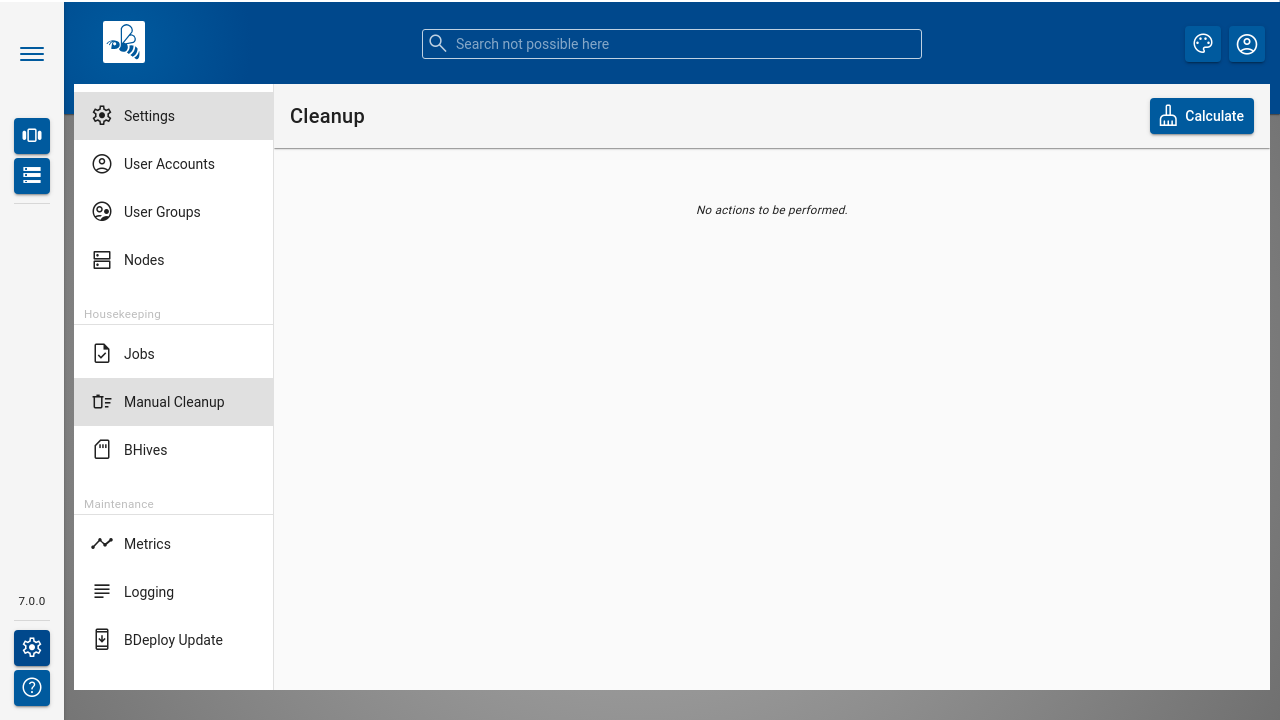 Search not possible here
Settings
User Accounts
User Groups
Nodes
Housekeeping
Jobs
Manual Cleanup
BHives
Maintenance
Metrics
Logging
BDeploy Update
Cleanup
Calculate
No actions to be performed.
7.0.0